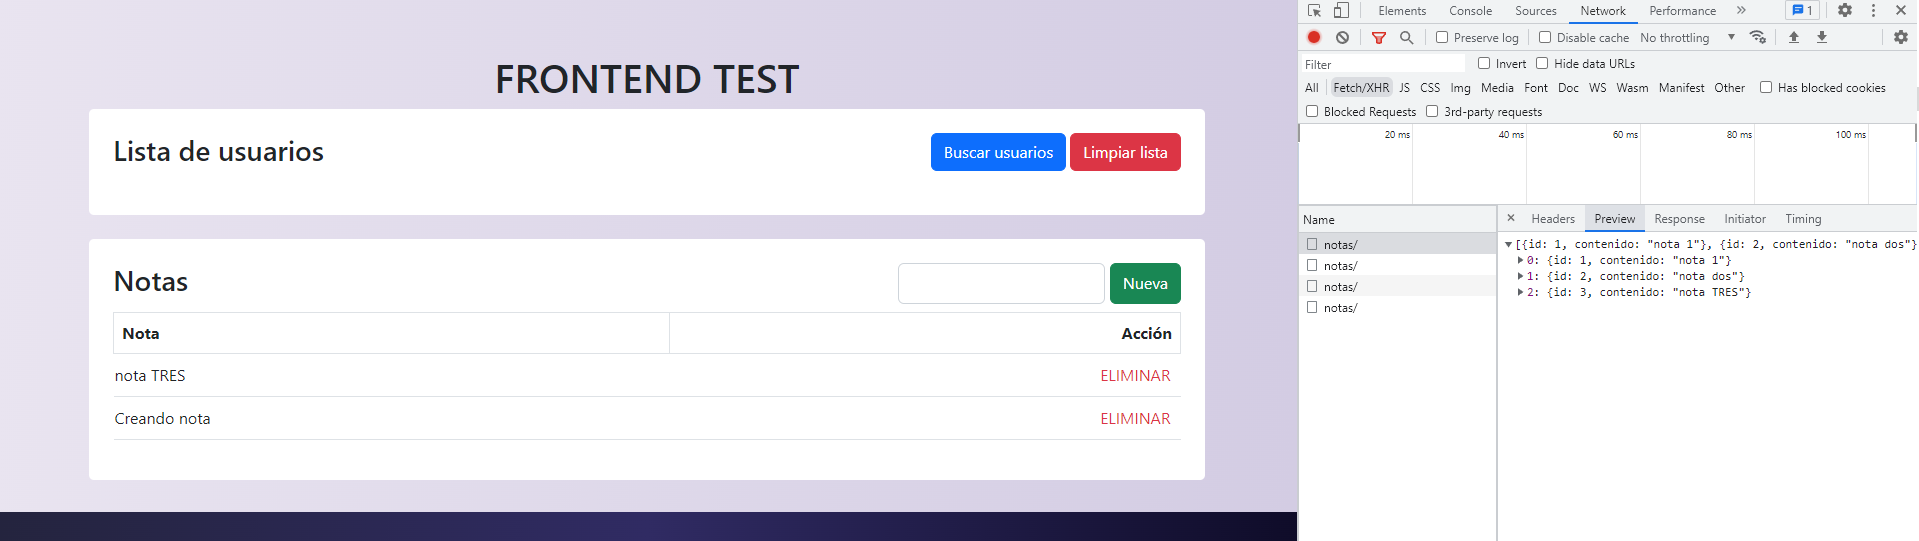 FRONTEND TEST
Lista de usuarios
Buscar usuarios
Limpiar lista
Notas
Nueva
Nota
Acción
nota TRES
ELIMINAR
Creando nota
ELIMINAR
Elements
Console
Sources
Network
Performance
1
Preserve log
Disable cache
No throttling
Filter
Invert
Hide data URLs
All
Fetch/XHR
JS
CSS
Img
Media
Font
Doc
WS
Wasm
Manifest
Other
Has blocked cookies
Blocked Requests
3rd-party requests
20 ms
40 ms
60 ms
80 ms
100 ms
Name
notas/
notas/
notas/
notas/
Headers
Preview
Response
Initiator
Timing
[{id: 1, contenido: "nota 1"}, {id: 2, contenido: "nota dos"}
0: {id: 1, contenido: "nota 1"}
1: {id: 2, contenido: "nota dos"}
2: {id: 3, contenido: "nota TRES"}